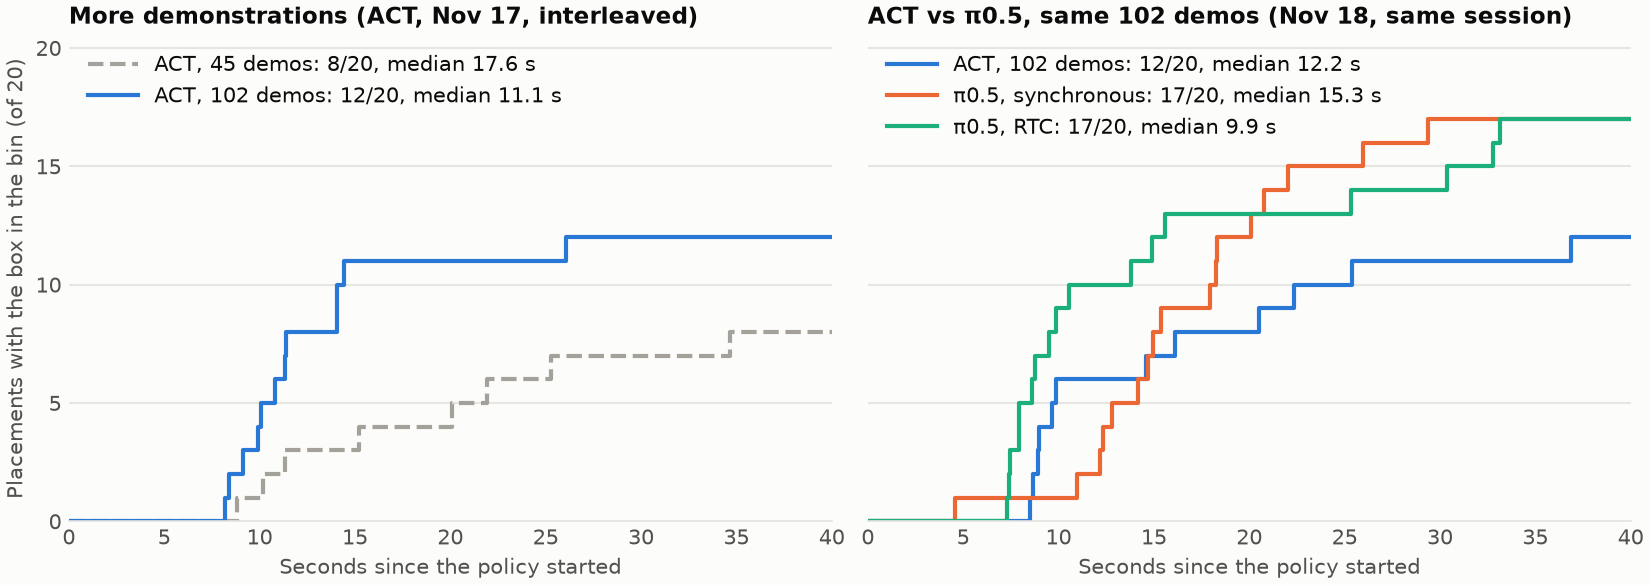 More demonstrations (ACT, Nov 17, interleaved)
ACT, 45 demos: 8/20, median 17.6 s
ACT, 102 demos: 12/20, median 11.1 s
Placements with the box in the bin (of 20)
20
15
10
5
0
0 5 10 15 20 25 30 35 40
Seconds since the policy started
ACT vs π0.5, same 102 demos (Nov 18, same session)
ACT, 102 demos: 12/20, median 12.2 s
π0.5, synchronous: 17/20, median 15.3 s
π0.5, RTC: 17/20, median 9.9 s
0 5 10 15 20 25 30 35 40
Seconds since the policy started